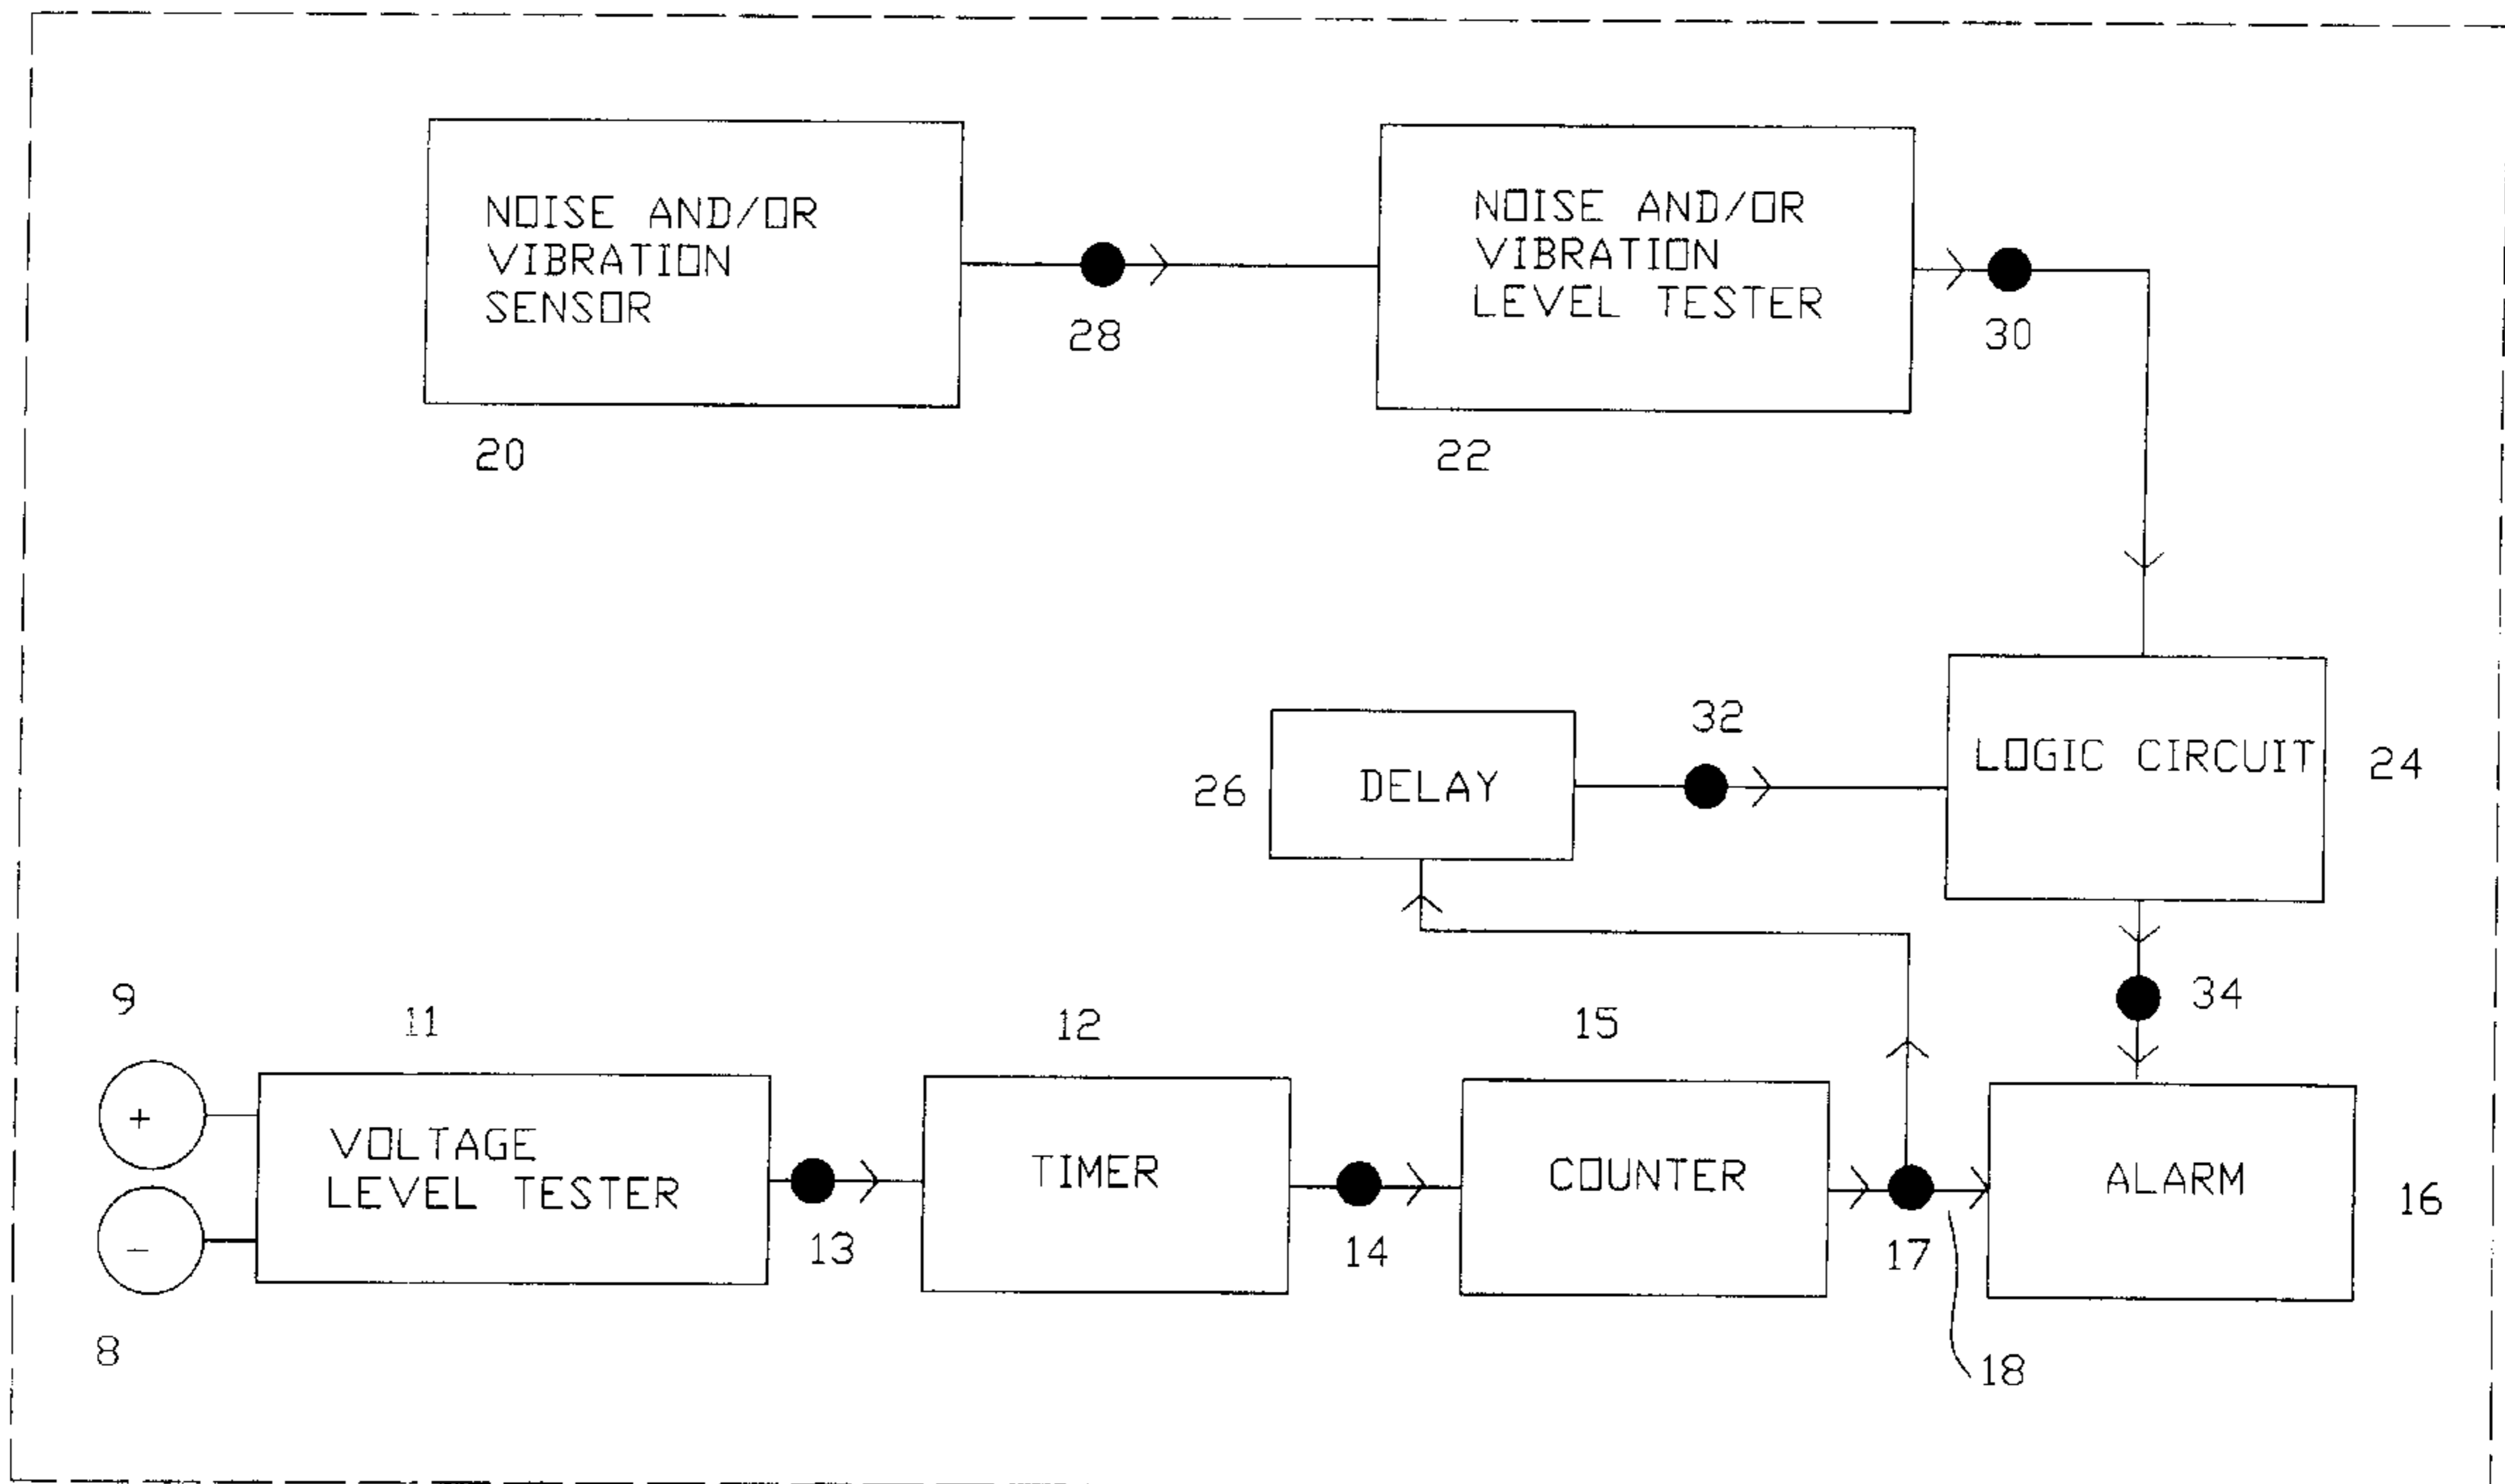 NOISE AND/OR
VIBRATION
SENSOR
20
28
NOISE AND/OR
VIBRATION
LEVEL TESTER
22
30
26
DELAY
32
LOGIC CIRCUIT
24
34
9
+
−
8
11
VOLTAGE
LEVEL TESTER
13
12
TIMER
14
15
COUNTER
17
18
ALARM
16